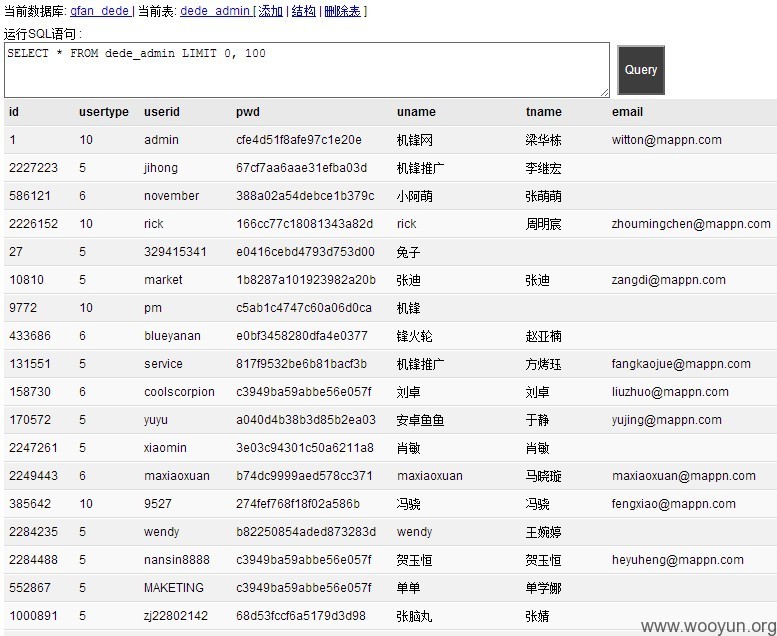 当前数据库: gfan_dede | 当前表: dede_admin [ 添加 | 结构 | 删除表 ]
运行SQL语句 :
SELECT * FROM dede_admin LIMIT 0, 100
Query
id usertype userid pwd uname tname email
1 10 admin cfe4d51f8afe97c1e20e 机锋网 梁华栋 witton@mappn.com
2227223 5 jihong 67cf7aa6aae31efba03d 机锋推广 李继宏
586121 6 november 388a02a54debce1b379c 小阿萌 张萌萌
2226152 10 rick 166cc77c18081343a82d rick 周明宸 zhoumingchen@mappn.com
27 5 329415341 e0416cebd4793d753d00 兔子
10810 5 market 1b8287a101923982a20b 张迪 张迪 zangdi@mappn.com
9772 10 pm c5ab1c4747c60a06d0ca 机锋
433686 6 blueyanan e0bf3458280dfa4e0377 锋火轮 赵亚楠
131551 5 service 817f9532be6b81bacf3b 机锋推广 方烤珏 fangkaojue@mappn.com
158730 6 coolscorpion c3949ba59abbe56e057f 刘卓 刘卓 liuzhuo@mappn.com
170572 5 yuyu a040d4b38b3d85b2ea03 安卓鱼鱼 于静 yujing@mappn.com
2247261 5 xiaomin 3e03c94301c50a6211a8 肖敏 肖敏
2249443 6 maxiaoxuan b74dc9999aed578cc371 maxiaoxuan 马晓璇 maxiaoxuan@mappn.com
385642 10 9527 274fef768f18f02a586b 冯骁 冯骁 fengxiao@mappn.com
2284235 5 wendy b82250854aded873283d wendy 王婉婷
2284488 5 nansin8888 c3949ba59abbe56e057f 贺玉恒 贺玉恒 heyuheng@mappn.com
552867 5 MAKETING c3949ba59abbe56e057f 单单 单学娜
1000891 5 zj22802142 68d53fccf6a5179d3d98 张脑丸 张婧
www.wooyun.org